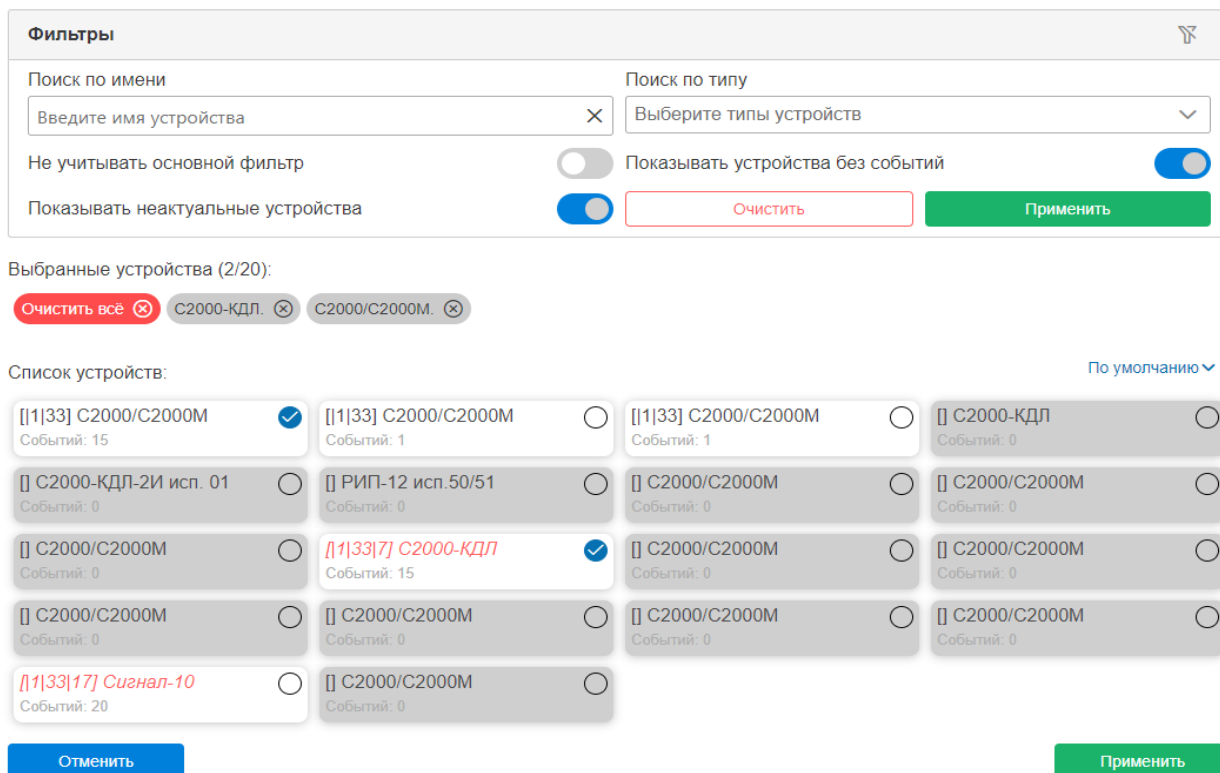 Фильтры
Поиск по имени
Поиск по типу
Введите имя устройства
Выберите типы устройств
Не учитывать основной фильтр
Показывать устройства без событий
Показывать неактуальные устройства
Очистить
Применить
Выбранные устройства (2/20):
Очистить всё
С2000-КДЛ.
С2000/С2000М.
Список устройств:
По умолчанию
[|1|33] С2000/С2000М
Событий: 15
[|1|33] С2000/С2000М
Событий: 1
[|1|33] С2000/С2000М
Событий: 1
[] С2000-КДЛ
Событий: 0
[] С2000-КДЛ-2И исп. 01
Событий: 0
[] РИП-12 исп.50/51
Событий: 0
[] С2000/С2000М
Событий: 0
[] С2000/С2000М
Событий: 0
[] С2000/С2000М
Событий: 0
[|1|33|7] С2000-КДЛ
Событий: 15
[] С2000/С2000М
Событий: 0
[] С2000/С2000М
Событий: 0
[] С2000/С2000М
Событий: 0
[] С2000/С2000М
Событий: 0
[] С2000/С2000М
Событий: 0
[] С2000/С2000М
Событий: 0
[|1|33|17] Сигнал-10
Событий: 20
[] С2000/С2000М
Событий: 0
Отменить
Применить